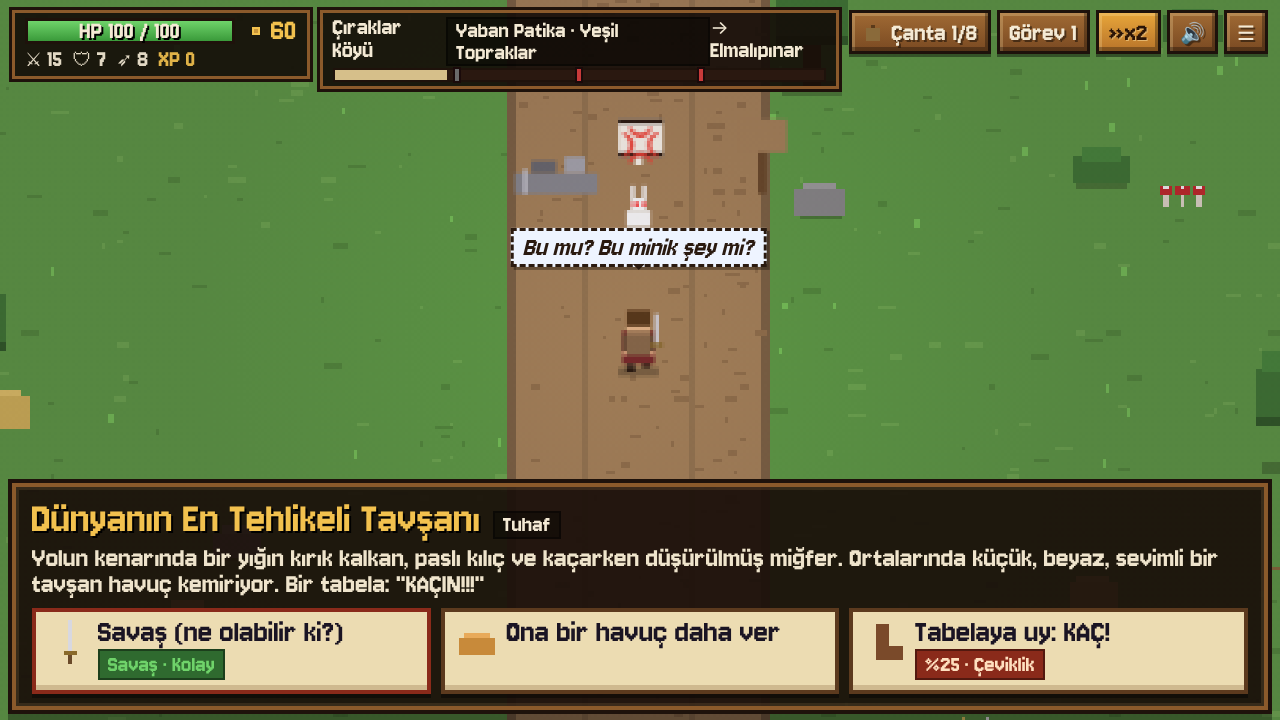 HP 100 / 100
60
15 7 8 XP 0
Çıraklar
Köyü
Yaban Patika · Yeşil
Topraklar
→
Elmalıpınar
Çanta 1/8
Görev 1
»x2
Bu mu? Bu minik şey mi?
Dünyanın En Tehlikeli Tavşanı
Tuhaf
Yolun kenarında bir yığın kırık kalkan, paslı kılıç ve kaçarken düşürülmüş miğfer. Ortalarında küçük, beyaz, sevimli bir
tavşan havuç kemiriyor. Bir tabela: "KAÇIN!!!"
Savaş (ne olabilir ki?)
Savaş · Kolay
Ona bir havuç daha ver
Tabelaya uy: KAÇ!
%25 · Çeviklik